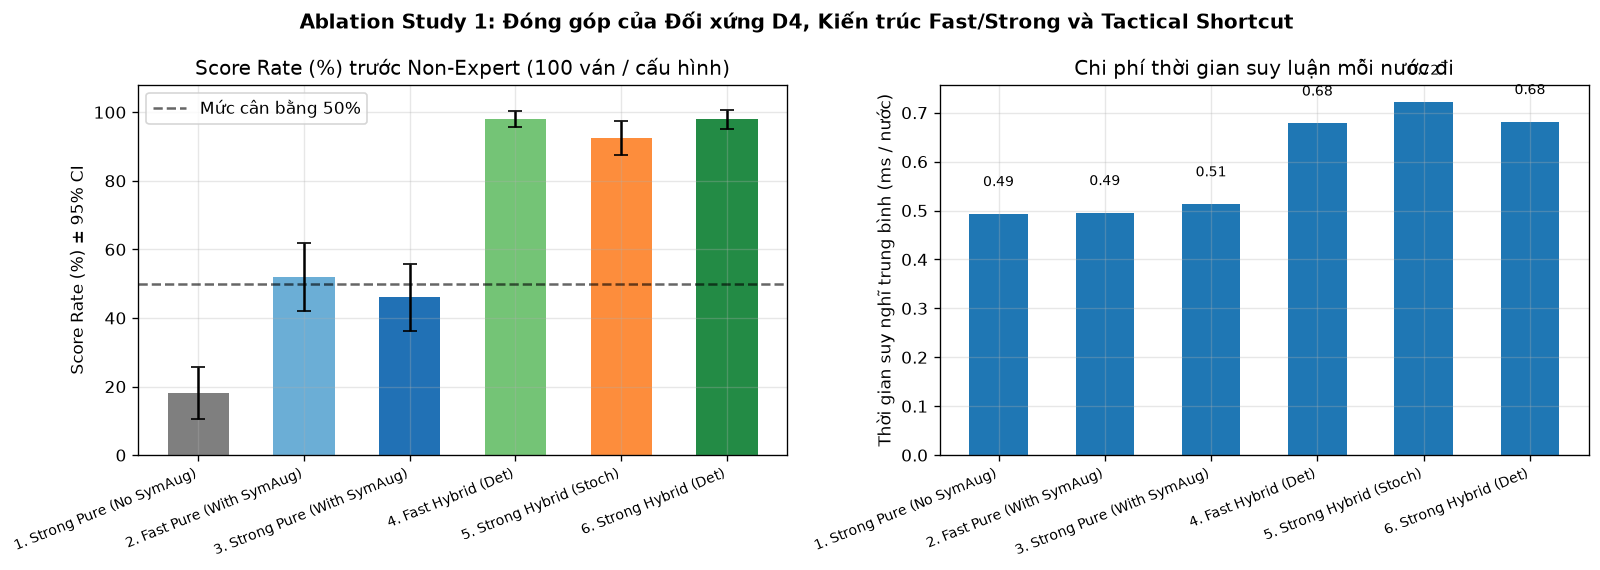 Ablation Study 1: Đóng góp của Đối xứng D4, Kiến trúc Fast/Strong và Tactical Shortcut
Score Rate (%) trước Non-Expert (100 ván / cấu hình)
Score Rate (%) ± 95% CI
Mức cân bằng 50%
100
80
60
40
20
0
1. Strong Pure (No SymAug)
2. Fast Pure (With SymAug)
3. Strong Pure (With SymAug)
4. Fast Hybrid (Det)
5. Strong Hybrid (Stoch)
6. Strong Hybrid (Det)
Chi phí thời gian suy luận mỗi nước đi
Thời gian suy nghĩ trung bình (ms / nước)
0.7
0.6
0.5
0.4
0.3
0.2
0.1
0.0
0.49
0.49
0.51
0.68
0.68
1. Strong Pure (No SymAug)
2. Fast Pure (With SymAug)
3. Strong Pure (With SymAug)
4. Fast Hybrid (Det)
5. Strong Hybrid (Stoch)
6. Strong Hybrid (Det)